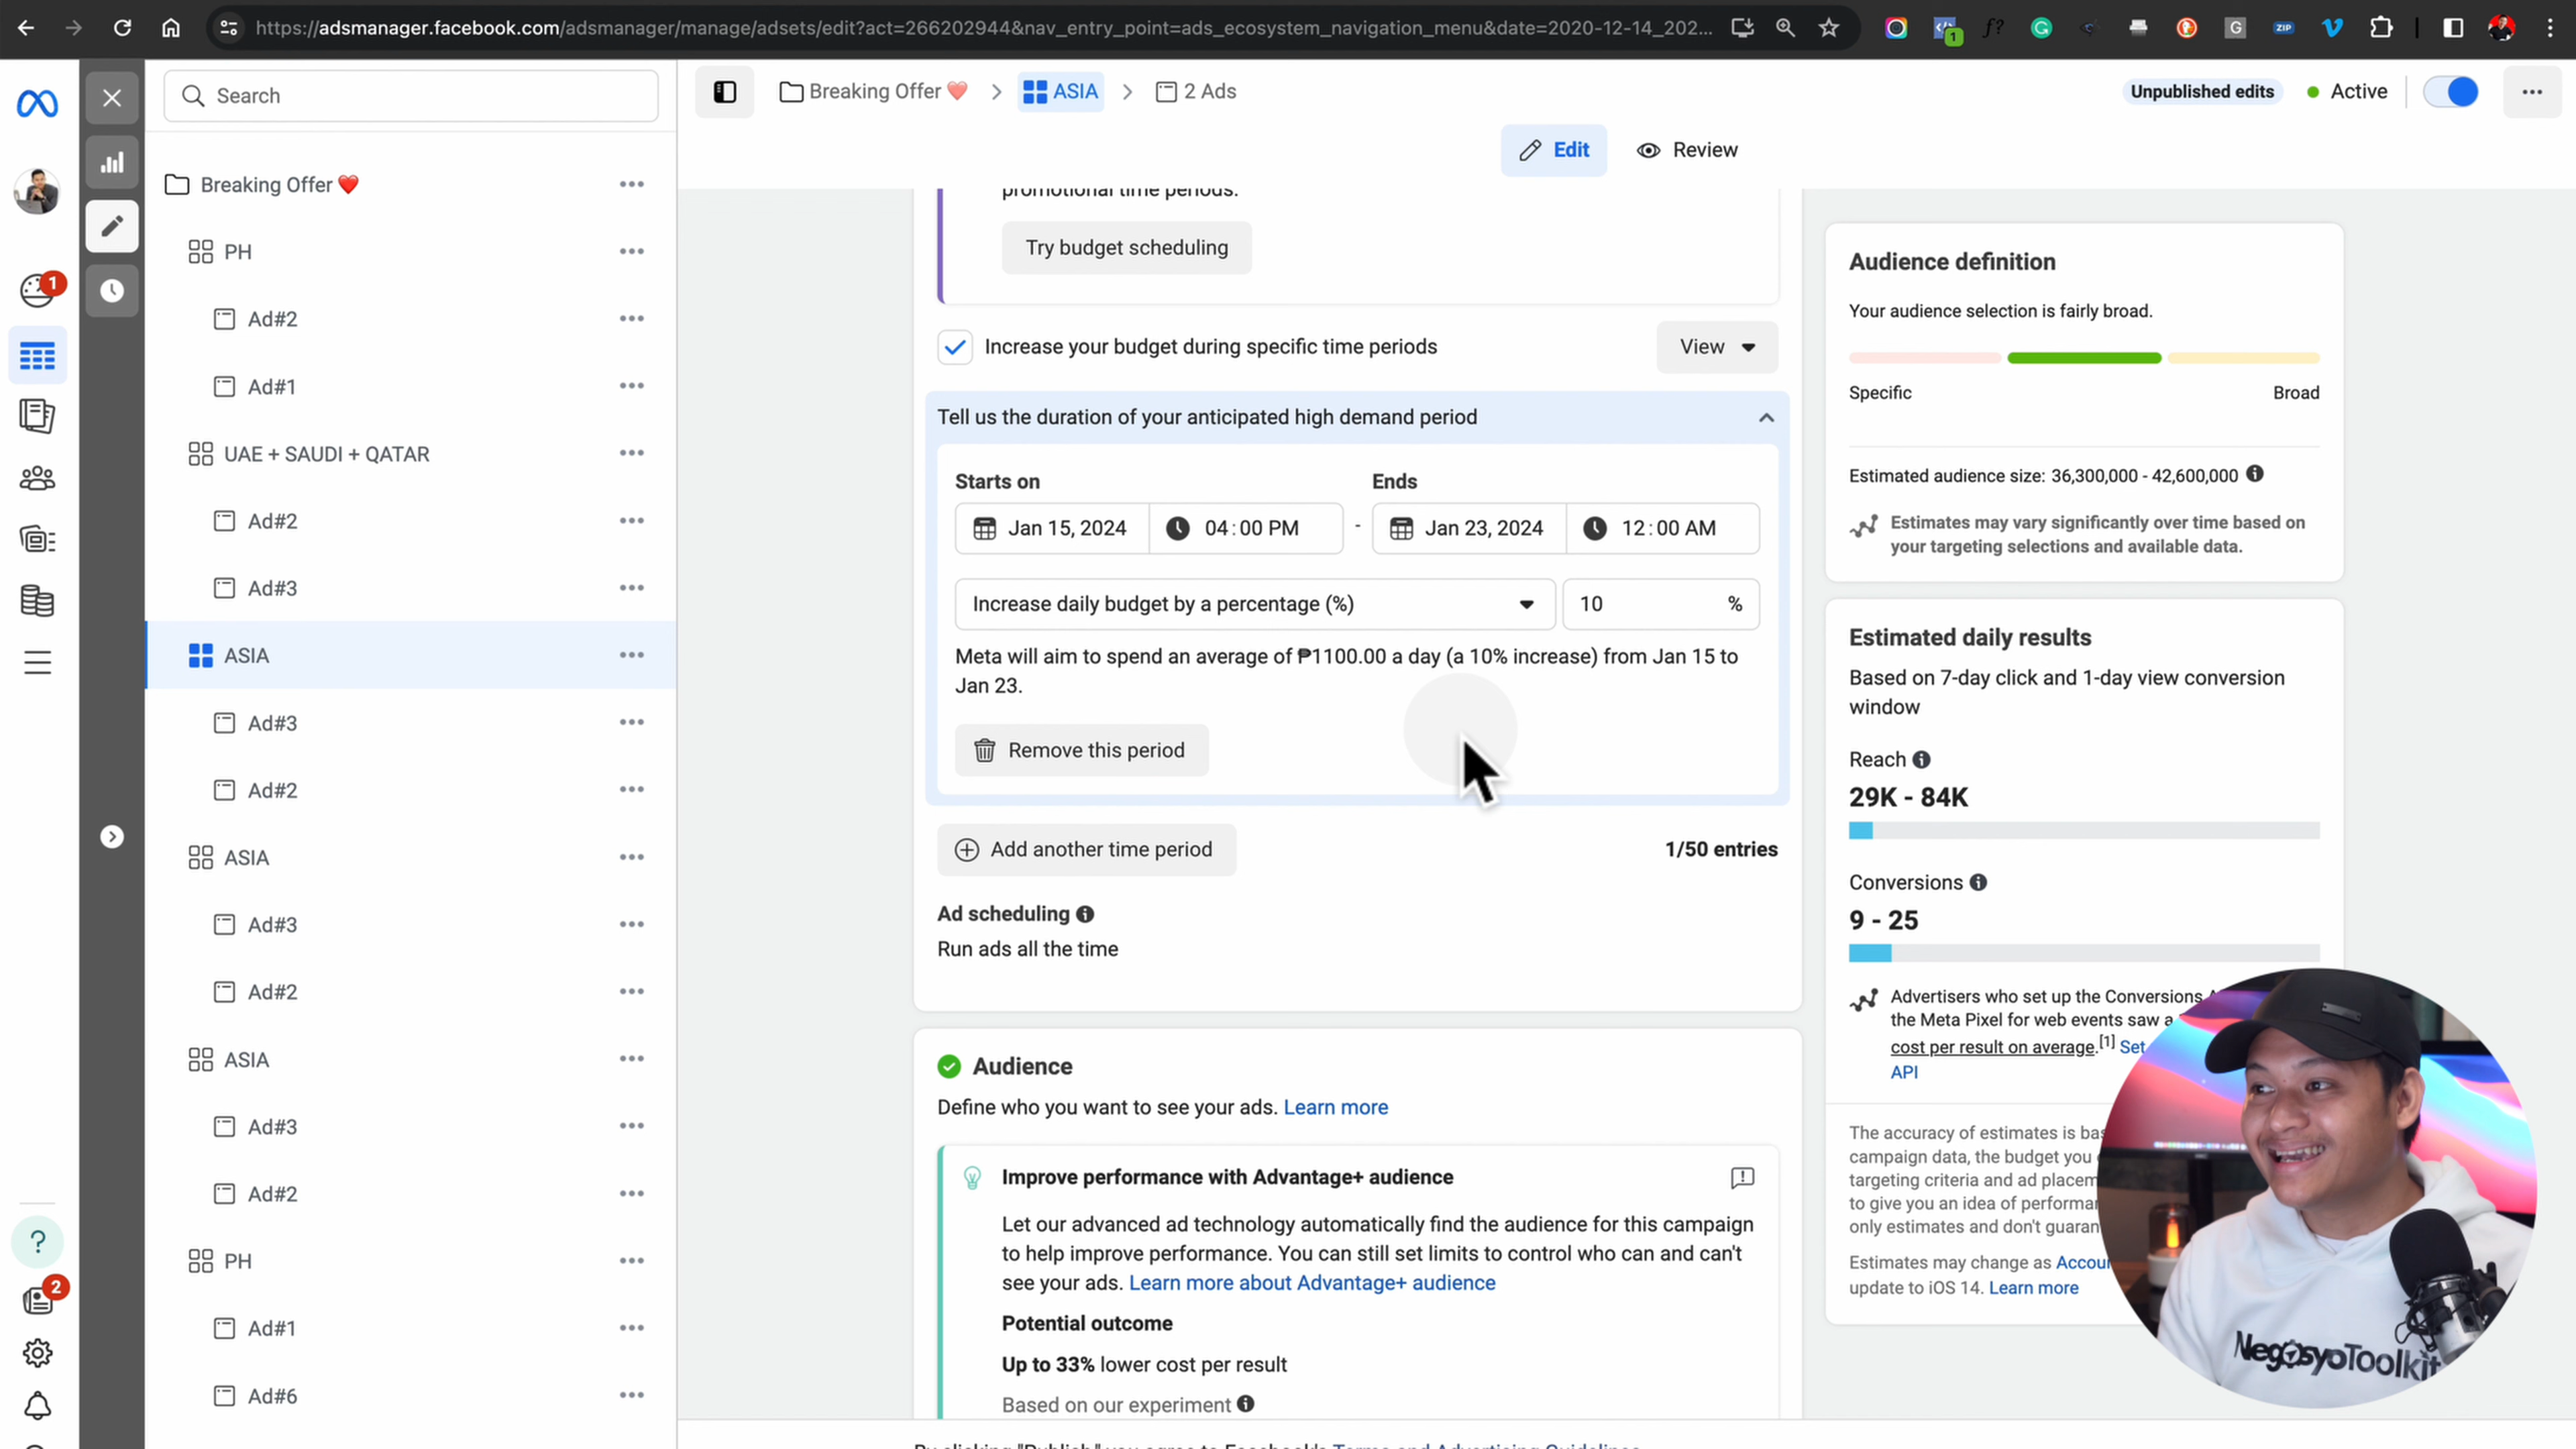 https://adsmanager.facebook.com/adsmanager/manage/adsets/edit?act=266202944&nav_entry_point=ads_ecosystem_navigation_menu&date=2020-12-14_202...
1
f?
G
ZIP
Search
Breaking Offer ❤️ > ASIA > 2 Ads
Unpublished edits
Active
Edit
Review
Breaking Offer ❤️
PH
Ad#2
Ad#1
UAE + SAUDI + QATAR
Ad#2
Ad#3
ASIA
Ad#3
Ad#2
ASIA
Ad#3
Ad#2
ASIA
Ad#3
Ad#2
PH
Ad#1
Ad#6
1
?
2
promotional time periods.
Try budget scheduling
Increase your budget during specific time periods
View
Tell us the duration of your anticipated high demand period
Starts on
Ends
Jan 15, 2024
04:00 PM
-
Jan 23, 2024
12:00 AM
Increase daily budget by a percentage (%)
10
%
Meta will aim to spend an average of ₱1100.00 a day (a 10% increase) from Jan 15 to
Jan 23.
Remove this period
Add another time period
1/50 entries
Ad scheduling
Run ads all the time
Audience
Define who you want to see your ads. Learn more
Improve performance with Advantage+ audience
Let our advanced ad technology automatically find the audience for this campaign
to help improve performance. You can still set limits to control who can and can't
see your ads. Learn more about Advantage+ audience
Potential outcome
Up to 33% lower cost per result
Based on our experiment
By clicking "Publish," you agree to Facebook's Terms and Advertising Guidelines
Audience definition
Your audience selection is fairly broad.
Specific
Broad
Estimated audience size: 36,300,000 - 42,600,000
Estimates may vary significantly over time based on
your targeting selections and available data.
Estimated daily results
Based on 7-day click and 1-day view conversion
window
Reach
29K - 84K
Conversions
9 - 25
Advertisers who set up the Conversions
the Meta Pixel for web events saw a
cost per result on average.[1] Set
API
The accuracy of estimates is
campaign data, the budget you
targeting criteria and ad
to give you an idea of
only estimates and don't
Estimates may change as
update to iOS 14. Learn more
NegosyoToolkit